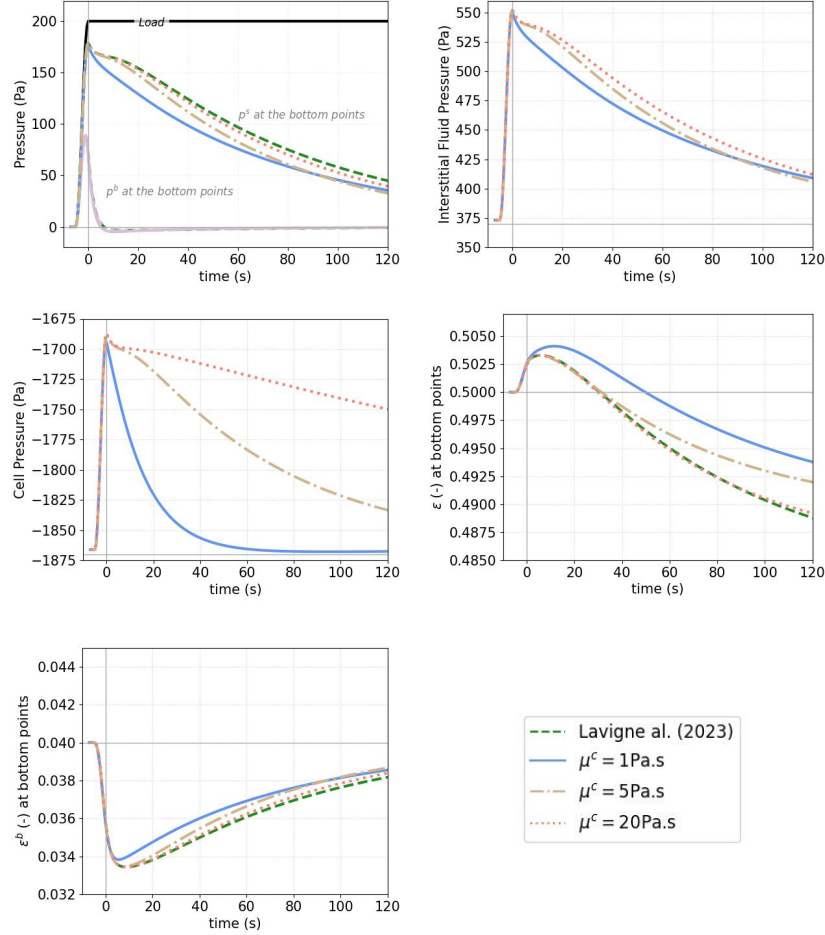 Load
p^s at the bottom points
p^b at the bottom points
Pressure (Pa)
200
150
100
50
0
0 20 40 60 80 100 120
time (s)
Interstitial Fluid Pressure (Pa)
550
525
500
475
450
425
400
375
350
0 20 40 60 80 100 120
time (s)
Cell Pressure (Pa)
−1675
−1700
−1725
−1750
−1775
−1800
−1825
−1850
−1875
0 20 40 60 80 100 120
time (s)
ε (-) at bottom points
0.5050
0.5025
0.5000
0.4975
0.4950
0.4925
0.4900
0.4875
0.4850
0 20 40 60 80 100 120
time (s)
ε^b (-) at bottom points
0.044
0.042
0.040
0.038
0.036
0.034
0.032
0 20 40 60 80 100 120
time (s)
Lavigne al. (2023)
μ^c = 1Pa.s
μ^c = 5Pa.s
μ^c = 20Pa.s